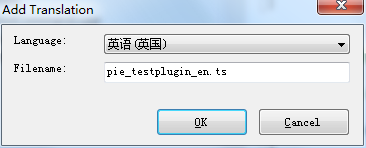 Add Translation
Language: 英语(英国)
Filename: pie_testplugin_en.ts
OK Cancel